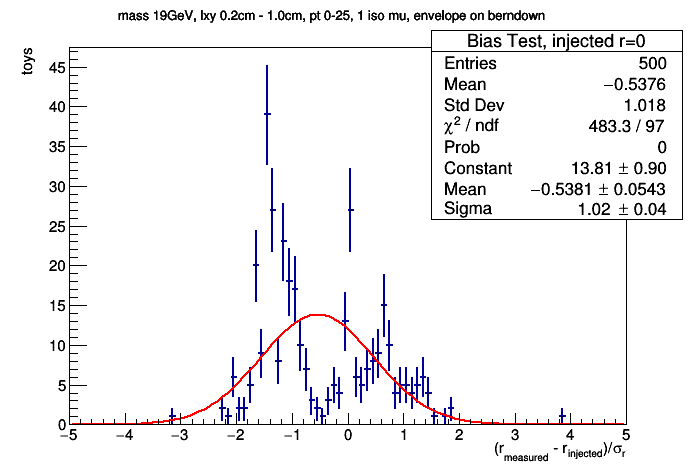 mass 19GeV, lxy 0.2cm - 1.0cm, pt 0-25, 1 iso mu, envelope on berndown
Bias Test, injected r=0
Entries 500
Mean −0.5376
Std Dev 1.018
χ² / ndf 483.3 / 97
Prob 0
Constant 13.81 ± 0.90
Mean −0.5381 ± 0.0543
Sigma 1.02 ± 0.04
toys
45
40
35
30
25
20
15
10
5
0
−5 −4 −3 −2 −1 0 1 2 3 4 5
(r_measured - r_injected)/σ_r